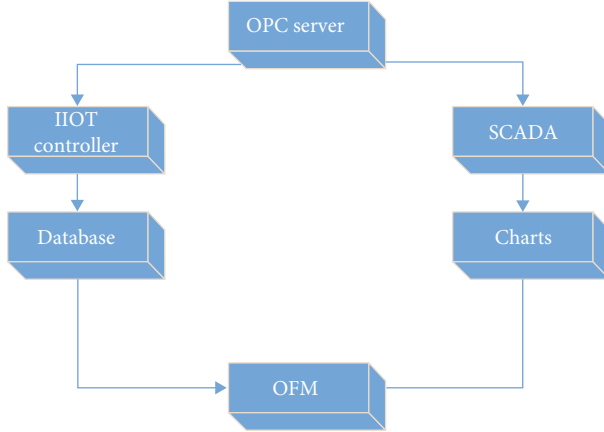 OPC server
IIOT
controller
SCADA
Database
Charts
OFM